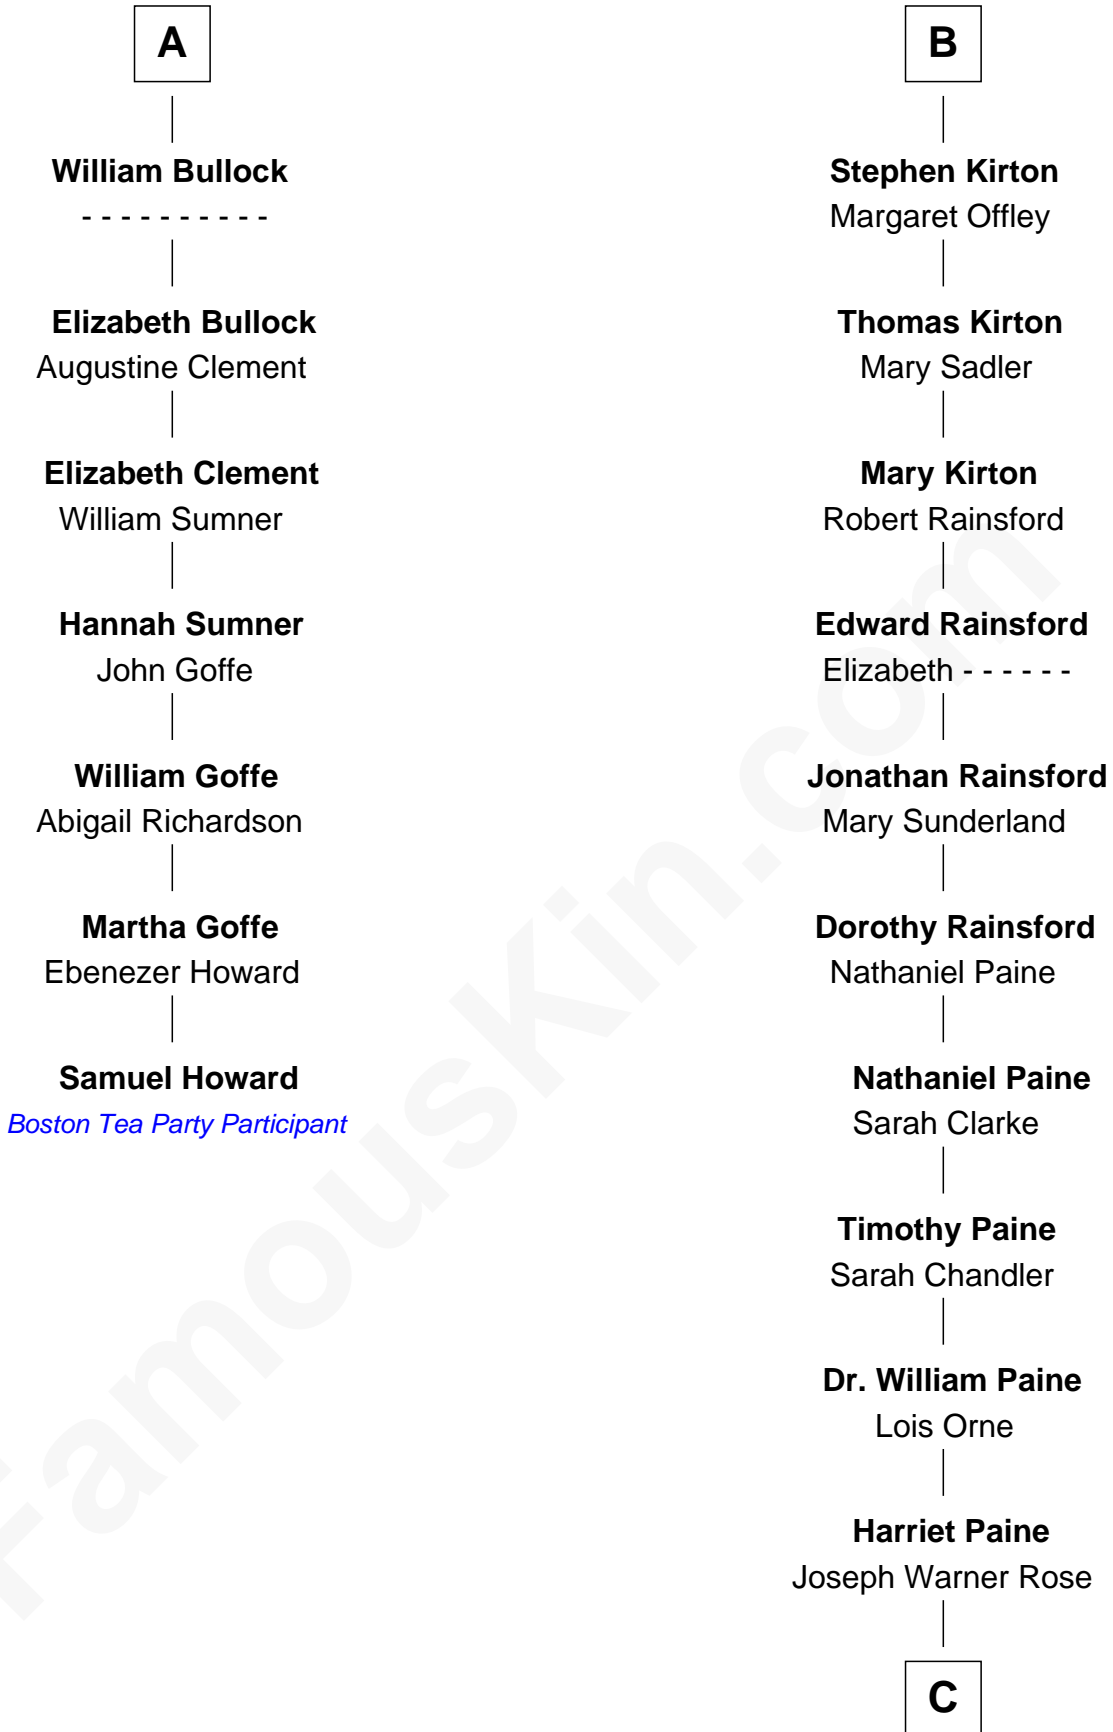 A
William Bullock
- - - - - - - - - -
Elizabeth Bullock
Augustine Clement
Elizabeth Clement
William Sumner
Hannah Sumner
John Goffe
William Goffe
Abigail Richardson
Martha Goffe
Ebenezer Howard
Samuel Howard
Boston Tea Party Participant
B
Stephen Kirton
Margaret Offley
Thomas Kirton
Mary Sadler
Mary Kirton
Robert Rainsford
Edward Rainsford
Elizabeth - - - - - -
Jonathan Rainsford
Mary Sunderland
Dorothy Rainsford
Nathaniel Paine
Nathaniel Paine
Sarah Clarke
Timothy Paine
Sarah Chandler
Dr. William Paine
Lois Orne
Harriet Paine
Joseph Warner Rose
C
FamousKin.com